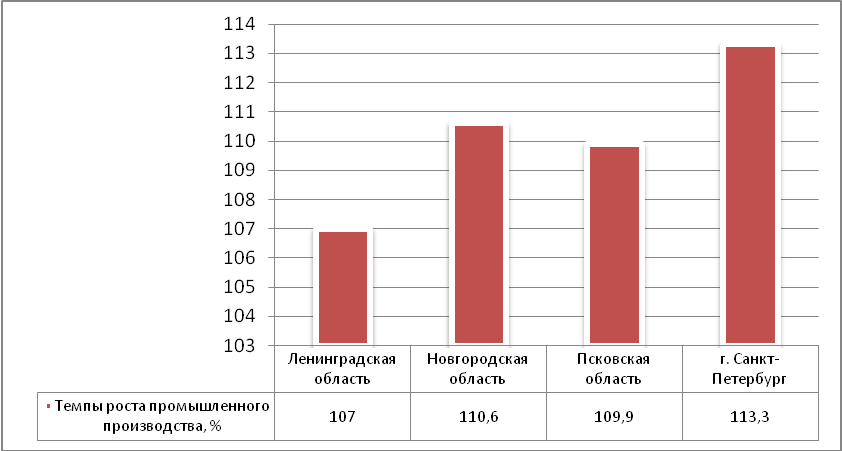 114
113
112
111
110
109
108
107
106
105
104
103
Ленинградская
область
Новгородская
область
Псковская
область
г. Санкт-
Петербург
Темпы роста промышленного
производства, %
107
110,6
109,9
113,3